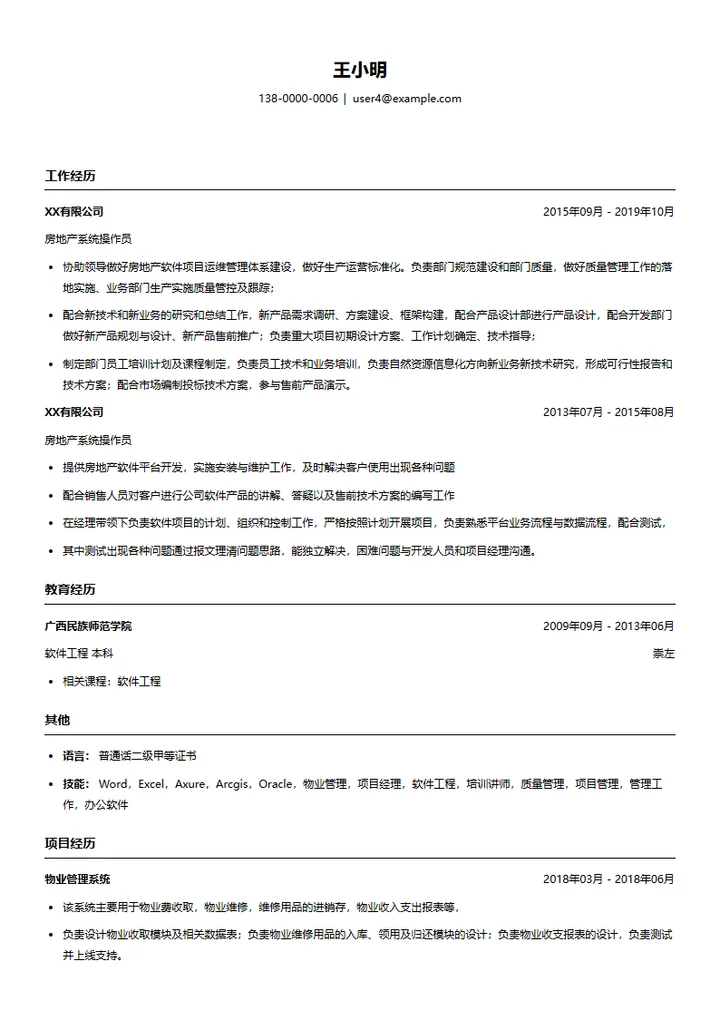 王小明
138-0000-0006 | user4@example.com
工作经历
XX有限公司 2015年09月 - 2019年10月
房地产系统操作员
• 协助领导做好房地产软件项目运维管理体系建设，做好生产运营标准化。负责部门规范建设和部门质量，做好质量管理工作的落
地实施、业务部门生产实施质量管控及跟踪；
• 配合新技术和新业务的研究和总结工作，新产品需求调研、方案建设、框架构建，配合产品设计部进行产品设计，配合开发部门
做好新产品规划与设计、新产品售前推广；负责重大项目初期设计方案、工作计划确定、技术指导；
• 制定部门员工培训计划及课程制定，负责员工技术和业务培训，负责自然资源信息化方向新业务新技术研究，形成可行性报告和
技术方案；配合市场编制投标技术方案，参与售前产品演示。
XX有限公司 2013年07月 - 2015年08月
房地产系统操作员
• 提供房地产软件平台开发，实施安装与维护工作，及时解决客户使用出现各种问题
• 配合销售人员对客户进行公司软件产品的讲解、答疑以及售前技术方案的编写工作
• 在经理带领下负责软件项目的计划、组织和控制工作，严格按照计划开展项目，负责熟悉平台业务流程与数据流程，配合测试，
• 其中测试出现各种问题通过报文理清问题思路，能独立解决，困难问题与开发人员和项目经理沟通。
教育经历
广西民族师范学院 2009年09月 - 2013年06月
软件工程 本科 崇左
• 相关课程：软件工程
其他
• 语言： 普通话二级甲等证书
• 技能： Word，Excel，Axure，Arcgis，Oracle，物业管理，项目经理，软件工程，培训讲师，质量管理，项目管理，管理工
作，办公软件
项目经历
物业管理系统 2018年03月 - 2018年06月
• 该系统主要用于物业费收取，物业维修，维修用品的进销存，物业收入支出报表等，
• 负责设计物业收取模块及相关数据表；负责物业维修用品的入库、领用及归还模块的设计；负责物业收支报表的设计，负责测试
并上线支持。